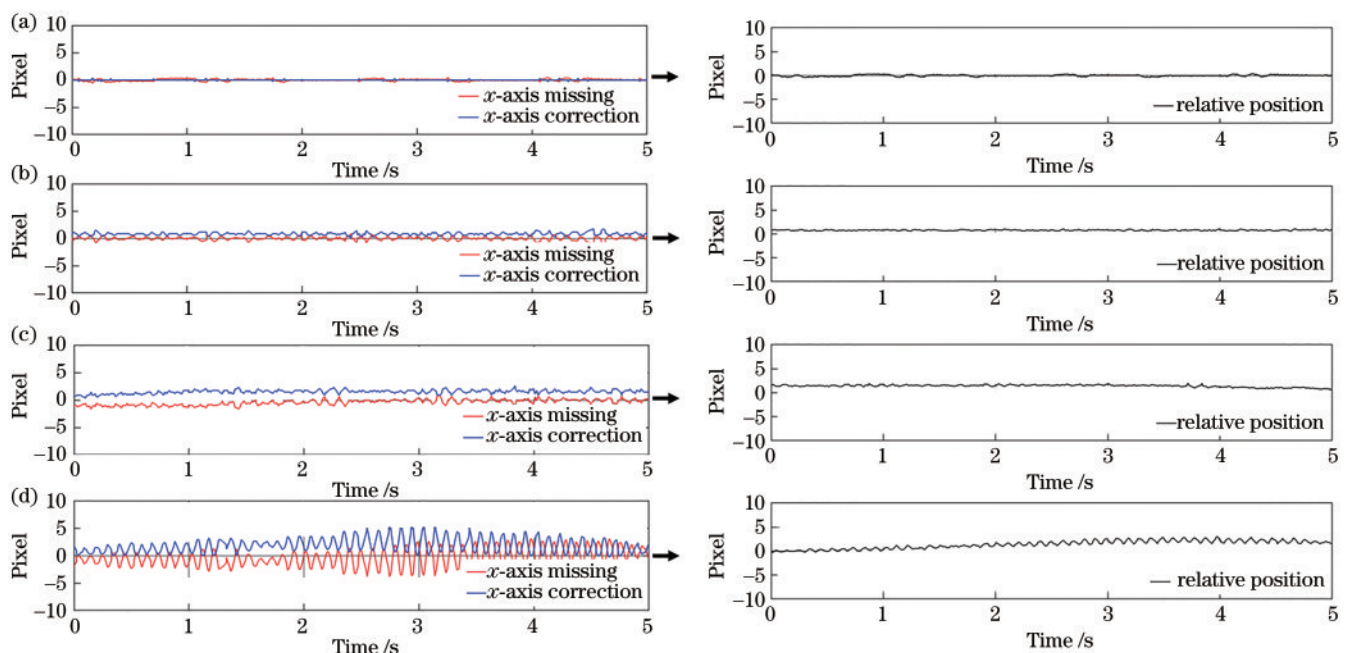 (a)
10
5
0
−5
−10
Pixel
x-axis missing
x-axis correction
0 1 2 3 4 5
Time /s
10
5
0
−5
−10
Pixel
relative position
0 1 2 3 4 5
Time /s
(b)
10
5
0
−5
−10
Pixel
x-axis missing
x-axis correction
0 1 2 3 4 5
Time /s
10
5
0
−5
−10
Pixel
relative position
0 1 2 3 4 5
Time /s
(c)
10
5
0
−5
−10
Pixel
x-axis missing
x-axis correction
0 1 2 3 4 5
Time /s
10
5
0
−5
−10
Pixel
relative position
0 1 2 3 4 5
Time /s
(d)
10
5
0
−5
−10
Pixel
x-axis missing
x-axis correction
0 1 2 3 4 5
Time /s
10
5
0
−5
−10
Pixel
relative position
0 1 2 3 4 5
Time /s